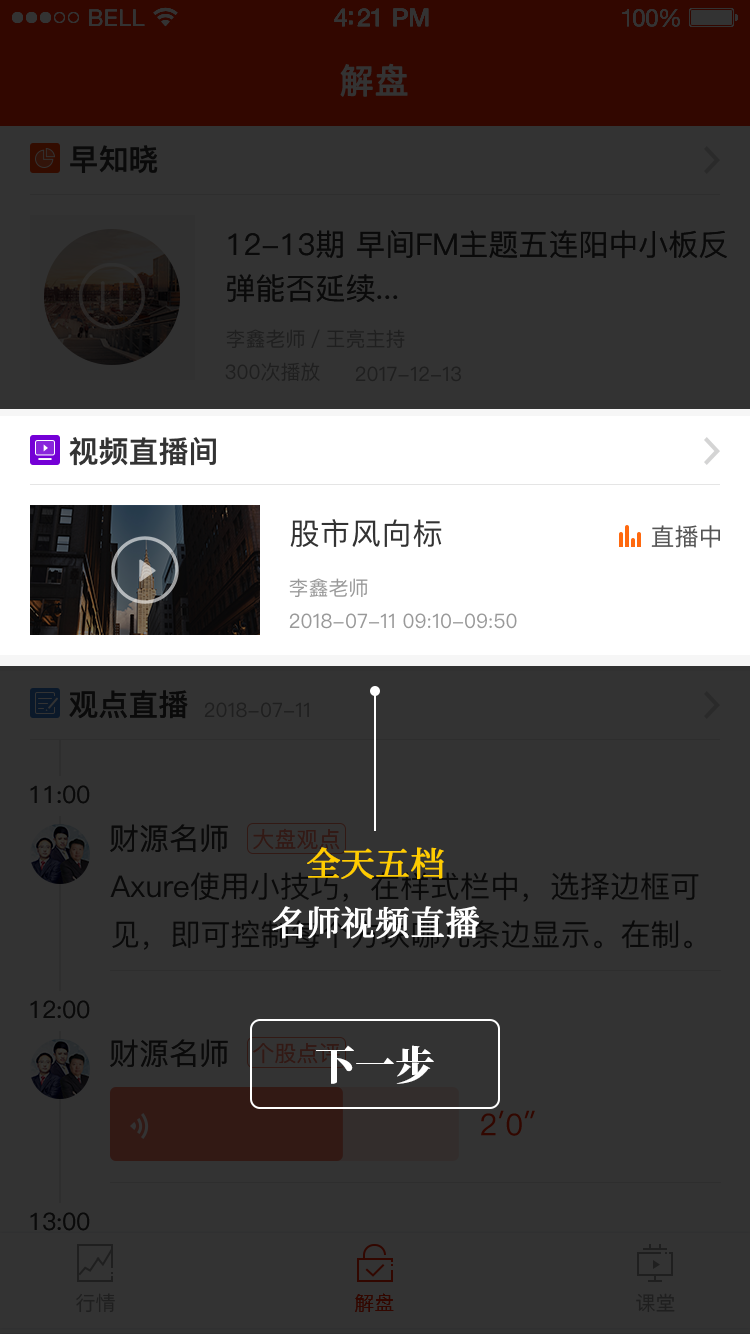 BELL
4:21 PM
100%
解盘
早知晓
12-13期 早间FM主题五连阳中小板反
弹能否延续...
李鑫老师 / 王亮主持
300次播放 2017-12-13
视频直播间
股市风向标
直播中
李鑫老师
2018-07-11 09:10-09:50
观点直播 2018-07-11
11:00
财源名师 大盘观点
全天五档
Axure使用小技巧，在样式栏中，选择边框可
名师视频直播
见，即可控制每个方块哪几条边显示。在制。
12:00
财源名师 个股点评
下一步
2′0″
13:00
行情
解盘
课堂